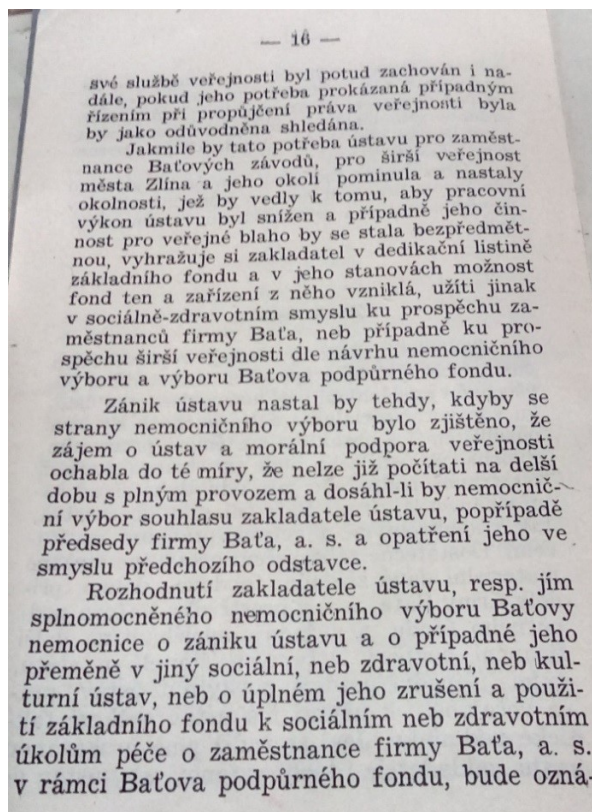 — 16 —
své službě veřejnosti byl potud zachován i na-
dále, pokud jeho potřeba prokázaná případným
řízením při propůjčení práva veřejnosti byla
by jako odůvodněna shledána.
Jakmile by tato potřeba ústavu pro zaměst-
nance Baťových závodů, pro širší veřejnost
města Zlína a jeho okolí pominula a nastaly
okolnosti, jež by vedly k tomu, aby pracovní
výkon ústavu byl snížen a případně jeho čin-
nost pro veřejné blaho by se stala bezpředmět-
nou, vyhražuje si zakladatel v dedikační listině
základního fondu a v jeho stanovách možnost
fond ten a zařízení z něho vzniklá, užíti jinak
v sociálně-zdravotním smyslu ku prospěchu za-
městnanců firmy Baťa, neb případně ku pro-
spěchu širší veřejnosti dle návrhu nemocničního
výboru a výboru Baťova podpůrného fondu.
Zánik ústavu nastal by tehdy, kdyby se
strany nemocničního výboru bylo zjištěno, že
zájem o ústav a morální podpora veřejnosti
ochabla do té míry, že nelze již počítati na delší
dobu s plným provozem a dosáhl-li by nemocnič-
ní výbor souhlasu zakladatele ústavu, popřípadě
předsedy firmy Baťa, a. s. a opatření jeho ve
smyslu předchozího odstavce.
Rozhodnutí zakladatele ústavu, resp. jím
splnomocněného nemocničního výboru Baťovy
nemocnice o zániku ústavu a o případné jeho
přeměně v jiný sociální, neb zdravotní, neb kul-
turní ústav, neb o úplném jeho zrušení a použi-
tí základního fondu k sociálním neb zdravotním
úkolům péče o zaměstnance firmy Baťa, a. s.
v rámci Baťova podpůrného fondu, bude ozná-